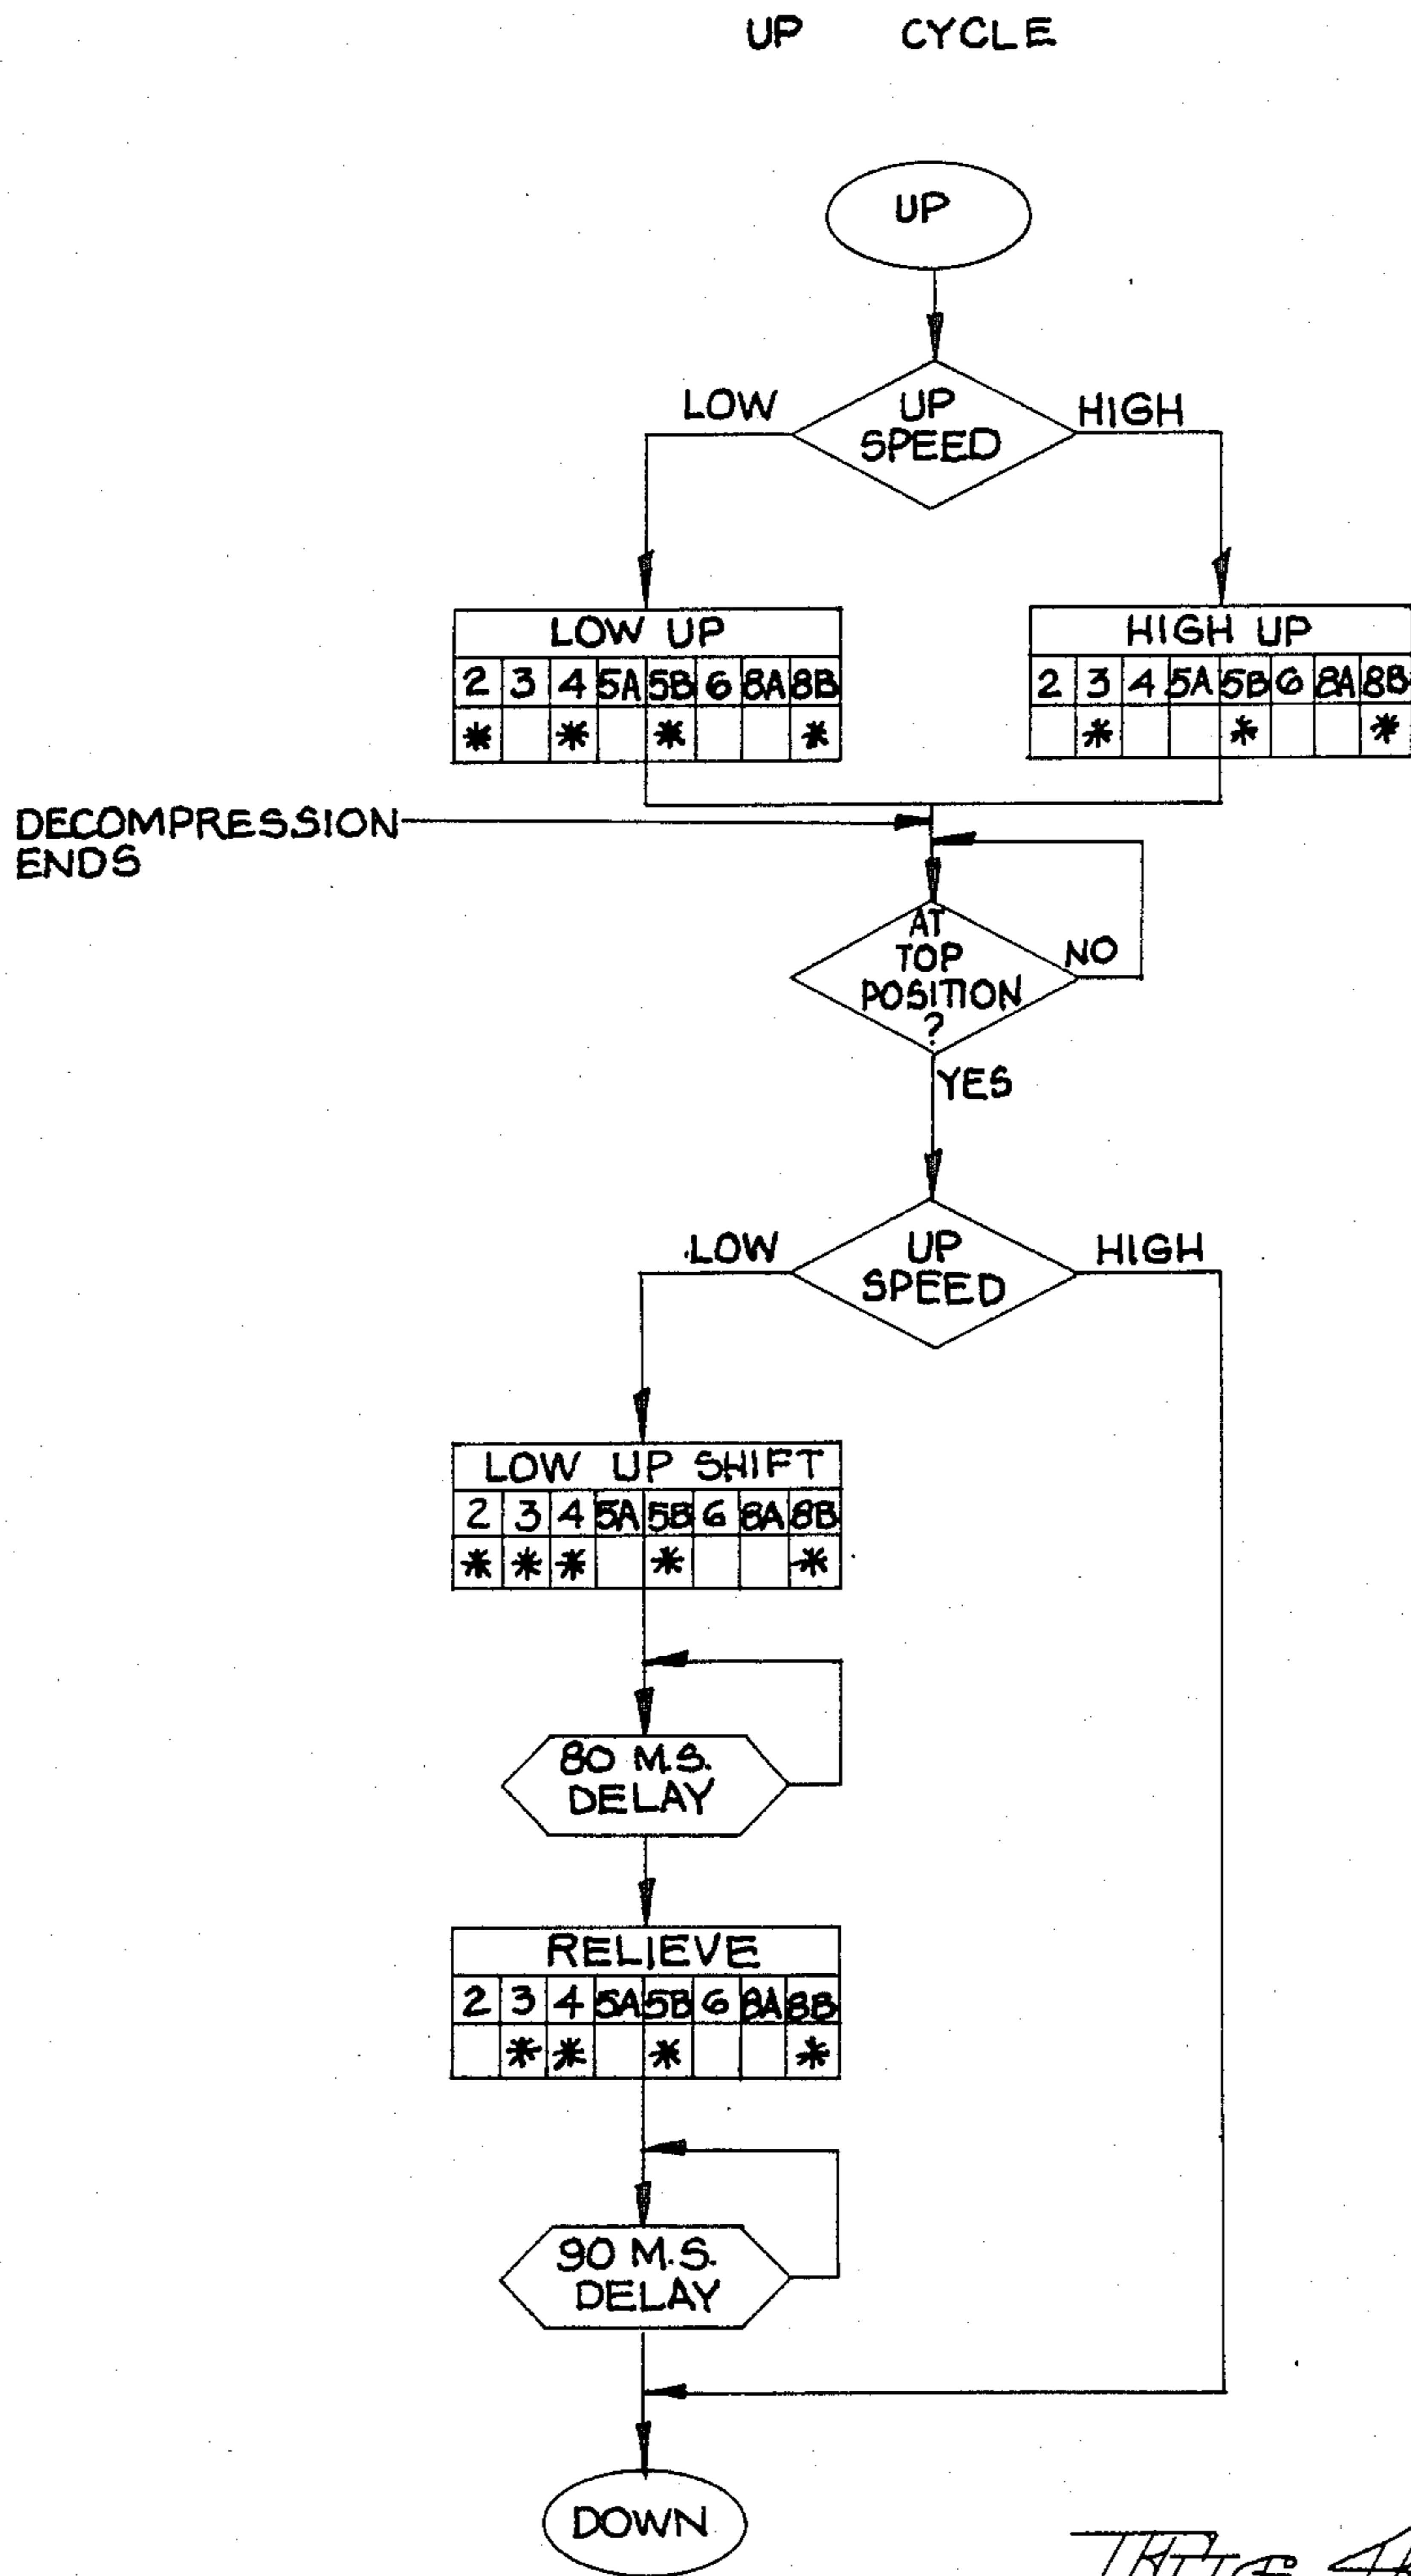 UP CYCLE
UP
LOW
UP
SPEED
HIGH
LOW UP
2 3 4 5A 5B 6 8A 8B
* * * *
HIGH UP
2 3 4 5A 5B 6 8A 8B
* * *
DECOMPRESSION
ENDS
AT
TOP
POSITION
?
NO
YES
LOW
UP
SPEED
HIGH
LOW UP SHIFT
2 3 4 5A 5B 6 8A 8B
* * * * *
80 M.S.
DELAY
RELIEVE
2 3 4 5A 5B 6 8A 8B
* * * *
90 M.S.
DELAY
DOWN